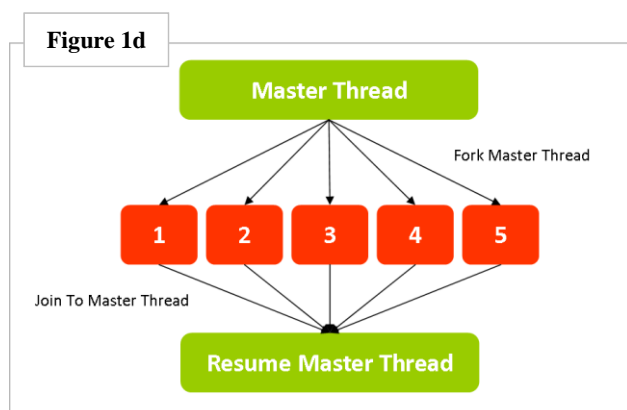 Figure 1d
Master Thread
Fork Master Thread
1 2 3 4 5
Join To Master Thread
Resume Master Thread